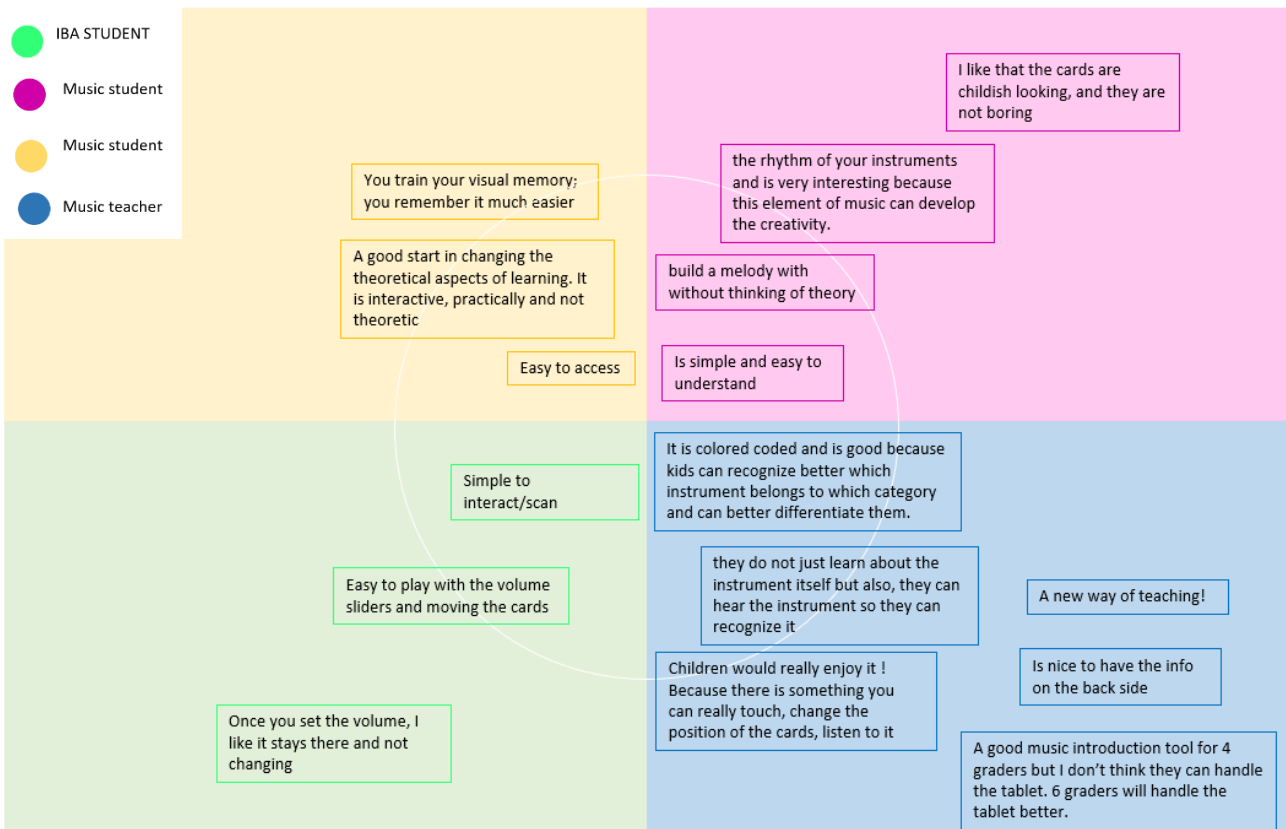 IBA STUDENT
Music student
Music student
Music teacher
You train your visual memory;
you remember it much easier
A good start in changing the
theoretical aspects of learning. It
is interactive, practically and not
theoretic
Easy to access
I like that the cards are
childish looking, and they are
not boring
the rhythm of your instruments
and is very interesting because
this element of music can develop
the creativity.
build a melody with
without thinking of theory
Is simple and easy to
understand
Simple to
interact/scan
Easy to play with the volume
sliders and moving the cards
Once you set the volume, I
like it stays there and not
changing
It is colored coded and is good because
kids can recognize better which
instrument belongs to which category
and can better differentiate them.
they do not just learn about the
instrument itself but also, they can
hear the instrument so they can
recognize it
A new way of teaching!
Children would really enjoy it !
Because there is something you
can really touch, change the
position of the cards, listen to it
Is nice to have the info
on the back side
A good music introduction tool for 4
graders but I don’t think they can handle
the tablet. 6 graders will handle the
tablet better.